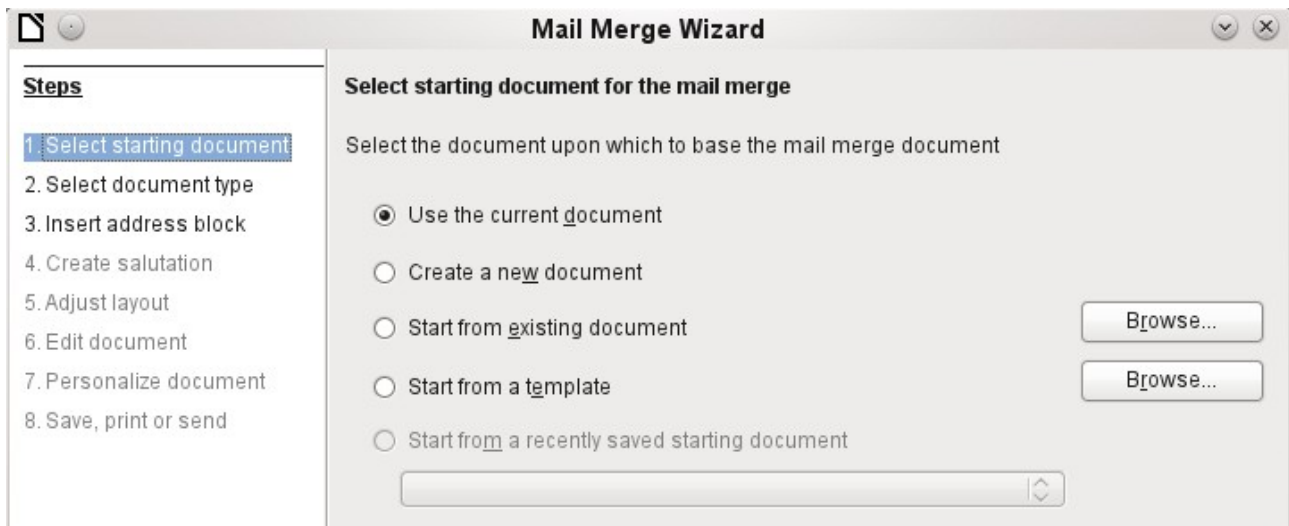 Mail Merge Wizard
Steps
1. Select starting document
2. Select document type
3. Insert address block
4. Create salutation
5. Adjust layout
6. Edit document
7. Personalize document
8. Save, print or send
Select starting document for the mail merge
Select the document upon which to base the mail merge document
Use the current document
Create a new document
Start from existing document
Browse...
Start from a template
Browse...
Start from a recently saved starting document